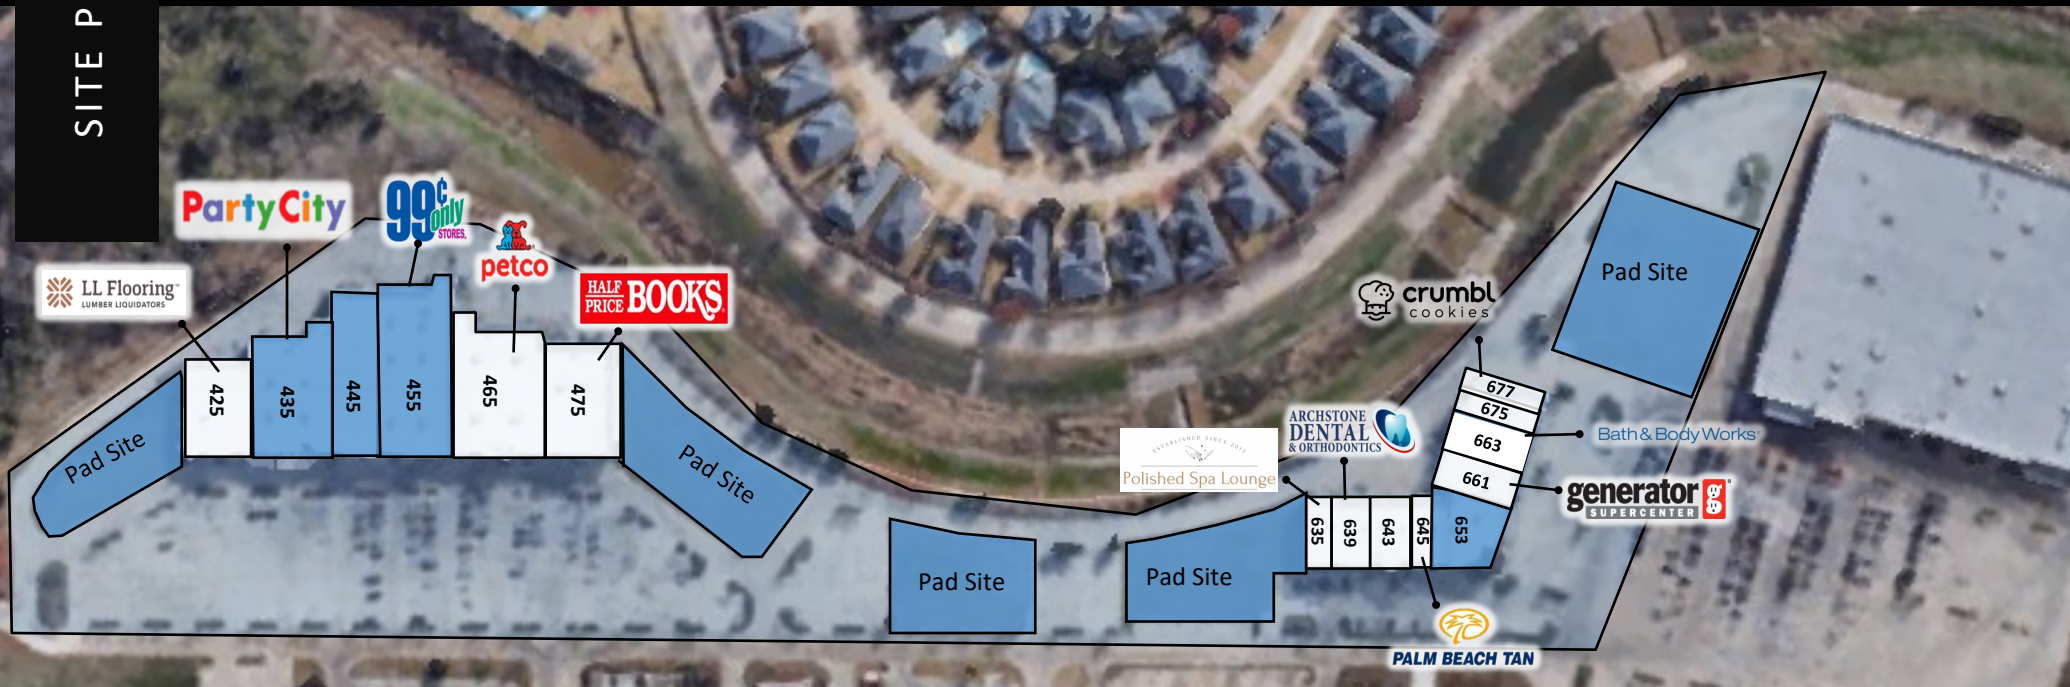 SITE P
Party City
99¢ only
STORES.
petco
LL Flooring
LUMBER LIQUIDATORS
HALF PRICE BOOKS
425
435
445
455
465
475
Pad Site
Pad Site
Pad Site
Pad Site
Pad Site
crumbl
cookies
677
675
663
661
653
Bath & Body Works
generator
SUPERCENTER
ARCHSTONE
DENTAL
& ORTHODONTICS
ESTABLISHED SINCE 2012
Polished Spa Lounge
635
639
643
645
PALM BEACH TAN